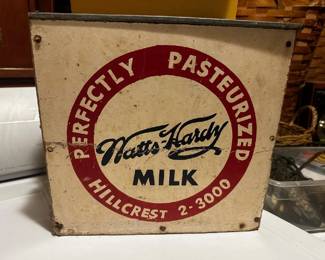 PERFECTLY PASTEURIZED
Watts-Hardy
MILK
HILLCREST 2-3000